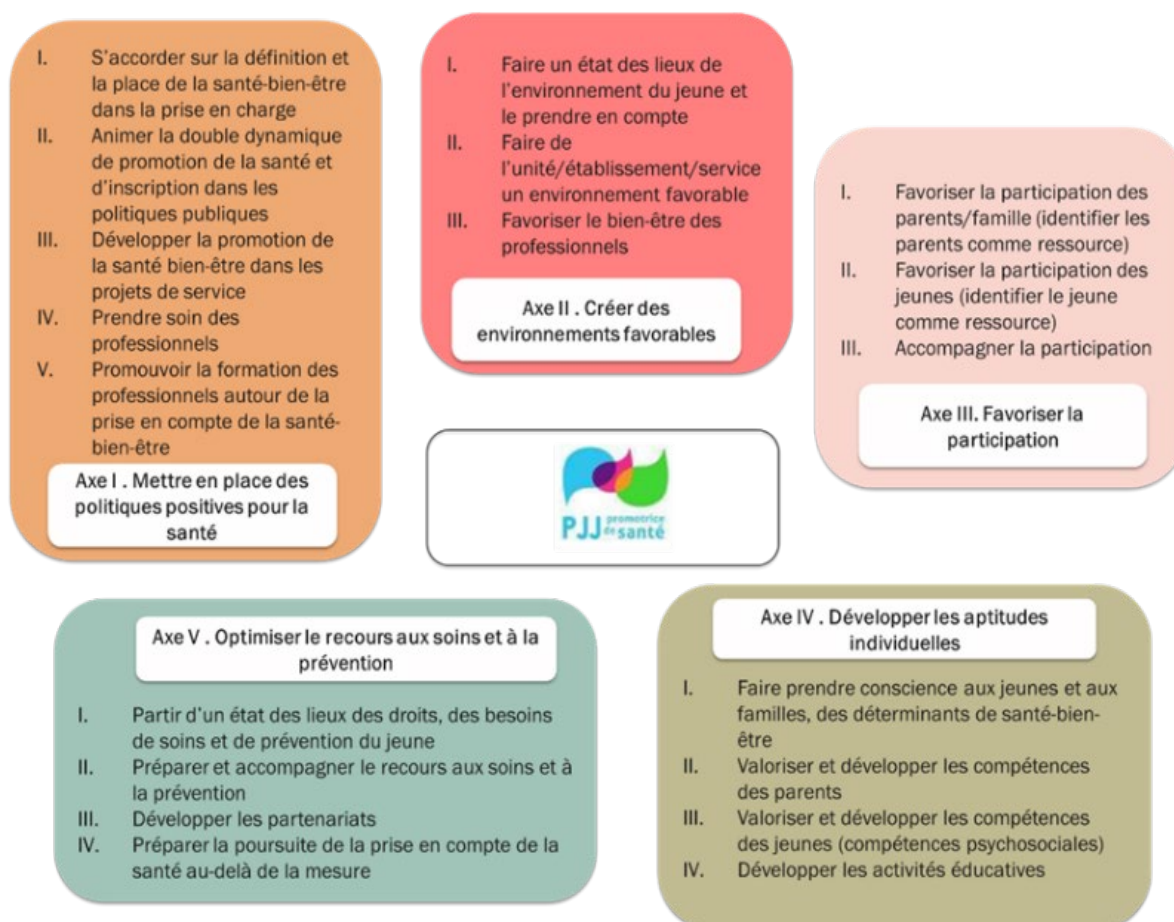 I. S'accorder sur la définition et
la place de la santé-bien-être
dans la prise en charge
II. Animer la double dynamique
de promotion de la santé et
d'inscription dans les
politiques publiques
III. Développer la promotion de
la santé bien-être dans les
projets de service
IV. Prendre soin des
professionnels
V. Promouvoir la formation des
professionnels autour de la
prise en compte de la santé-
bien-être
Axe I . Mettre en place des
politiques positives pour la
santé
I. Faire un état des lieux de
l'environnement du jeune et
le prendre en compte
II. Faire de
l'unité/établissement/service
un environnement favorable
III. Favoriser le bien-être des
professionnels
Axe II . Créer des
environnements favorables
I. Favoriser la participation des
parents/famille (identifier les
parents comme ressource)
II. Favoriser la participation des
jeunes (identifier le jeune
comme ressource)
III. Accompagner la participation
Axe III. Favoriser la
participation
PJJ promotrice
de santé
Axe V . Optimiser le recours aux soins et à la
prévention
I. Partir d'un état des lieux des droits, des besoins
de soins et de prévention du jeune
II. Préparer et accompagner le recours aux soins et à
la prévention
III. Développer les partenariats
IV. Préparer la poursuite de la prise en compte de la
santé au-delà de la mesure
Axe IV . Développer les aptitudes
individuelles
I. Faire prendre conscience aux jeunes et aux
familles, des déterminants de santé-bien-
être
II. Valoriser et développer les compétences
des parents
III. Valoriser et développer les compétences
des jeunes (compétences psychosociales)
IV. Développer les activités éducatives